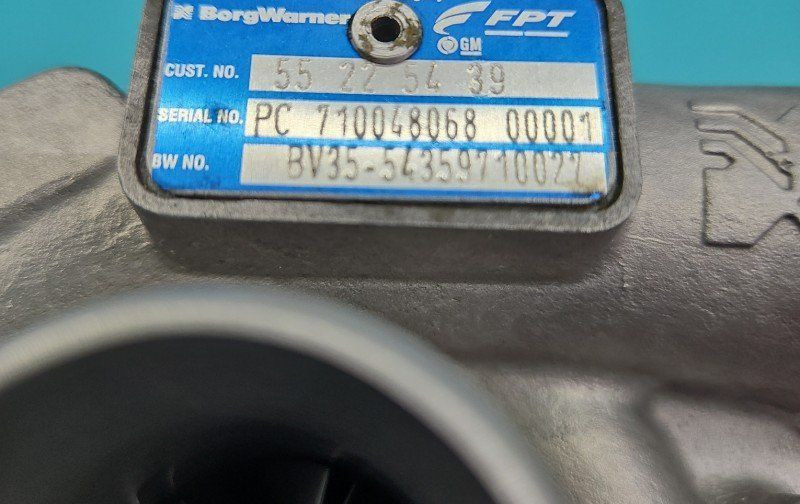 BorgWarner FPT
GM
CUST. NO. 55 22 54 39
SERIAL NO. PC 710048068 00001
BW NO. BV35-54359710027